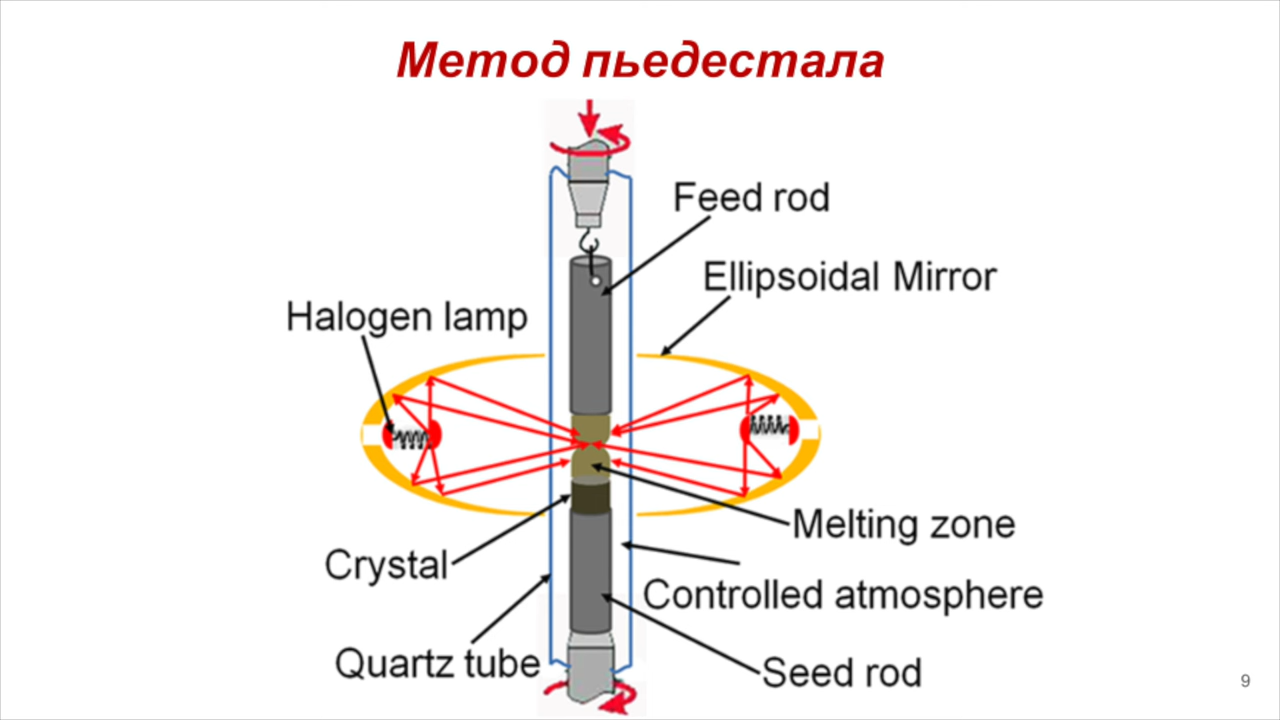 Метод пьедестала
Feed rod
Ellipsoidal Mirror
Halogen lamp
Melting zone
Crystal
Controlled atmosphere
Quartz tube
Seed rod
9